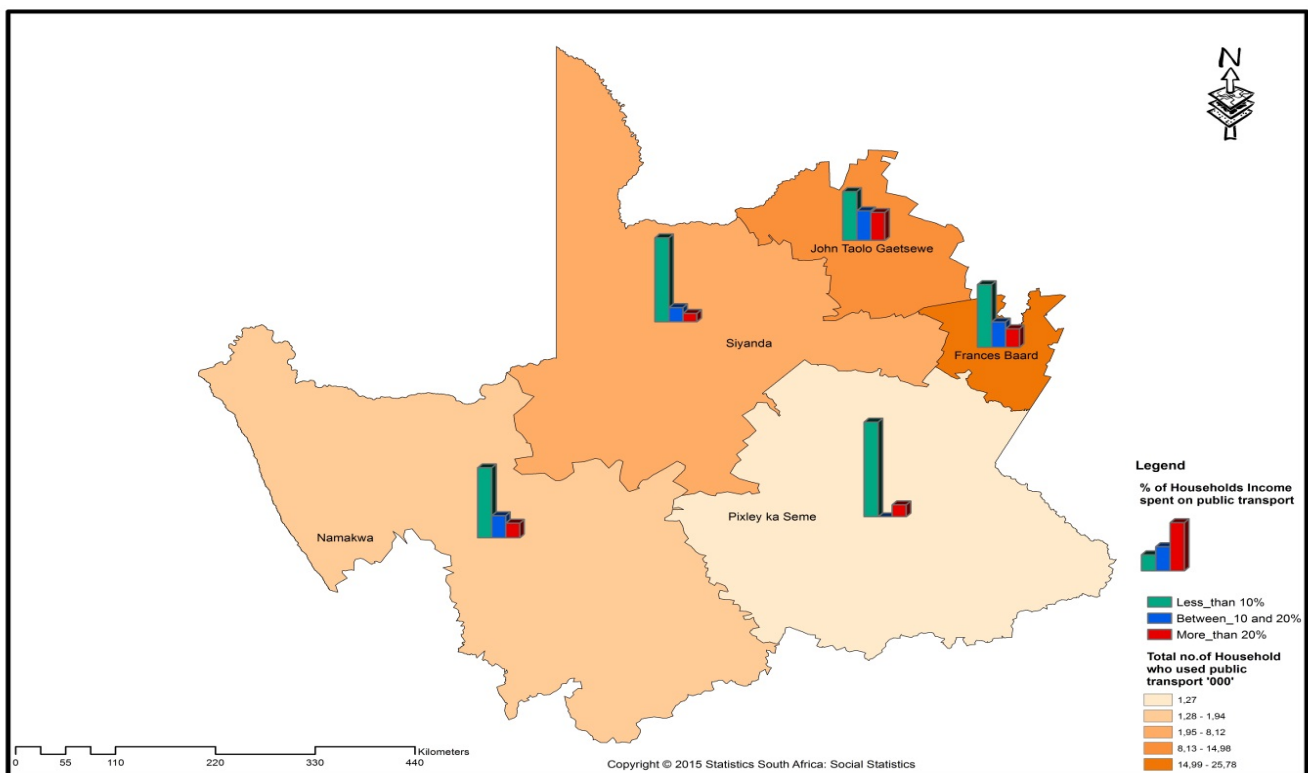 N
John Taolo Gaetsewe
Siyanda
Frances Baard
Namakwa
Pixley ka Seme
Legend
% of Households Income
spent on public transport
Less_than 10%
Between_10 and 20%
More_than 20%
Total no.of Household
who used public
transport '000'
1,27
1,28 - 1,94
1,95 - 8,12
8,13 - 14,98
14,99 - 25,78
Kilometers
0 55 110 220 330 440
Copyright © 2015 Statistics South Africa: Social Statistics